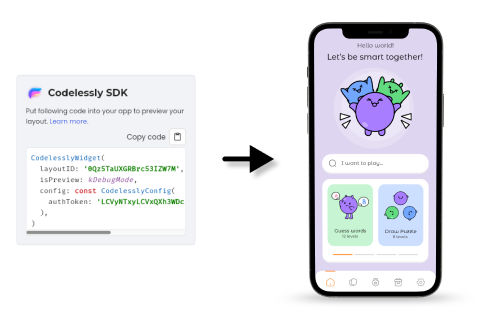 Codelessly SDK
Put following code into your app to preview your
layout. Learn more.
Copy code
CodelesslyWidget(
layoutID: '0Qz5TaUXGRBrc53IZW7M',
isPreview: kDebugMode,
config: const CodelesslyConfig(
authToken: 'LCVyNTxyLCVxQXh3WDc
),
)
Hello world!
Let's be smart together!
I want to play...
Guess words
12 levels
Draw Puzzle
8 levels